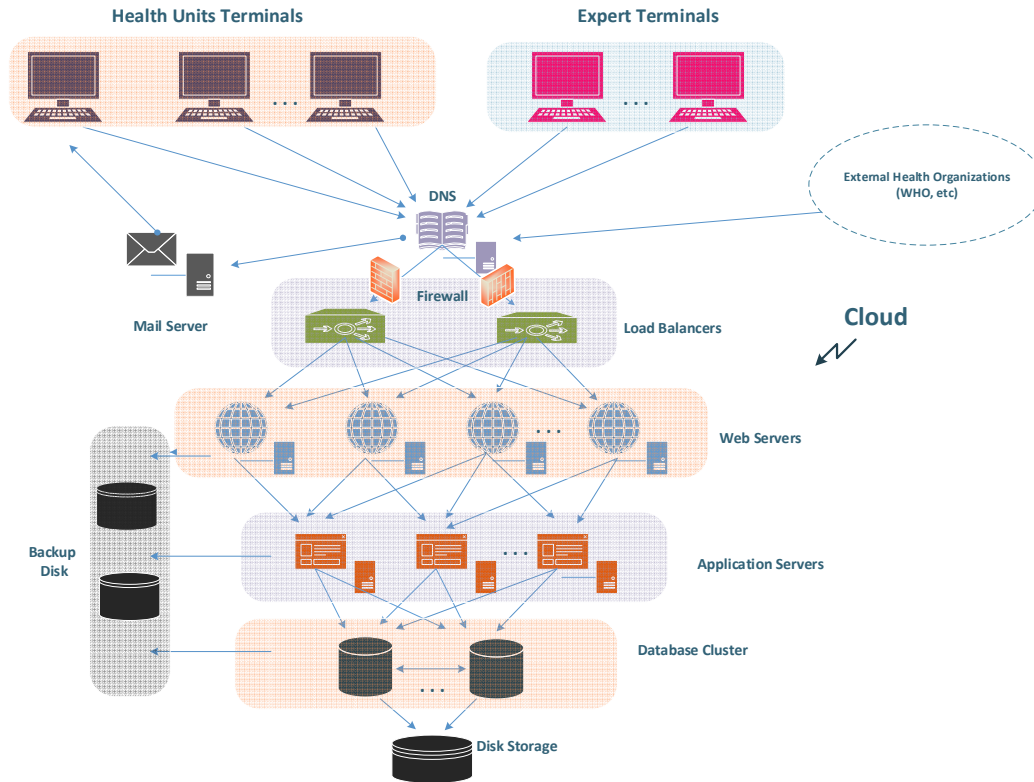 Health Units Terminals
Expert Terminals
. . .
. . .
External Health Organizations
(WHO, etc)
DNS
Firewall
Mail Server
Load Balancers
Cloud
. . .
Web Servers
Backup
Disk
. . .
Application Servers
Database Cluster
. . .
Disk Storage